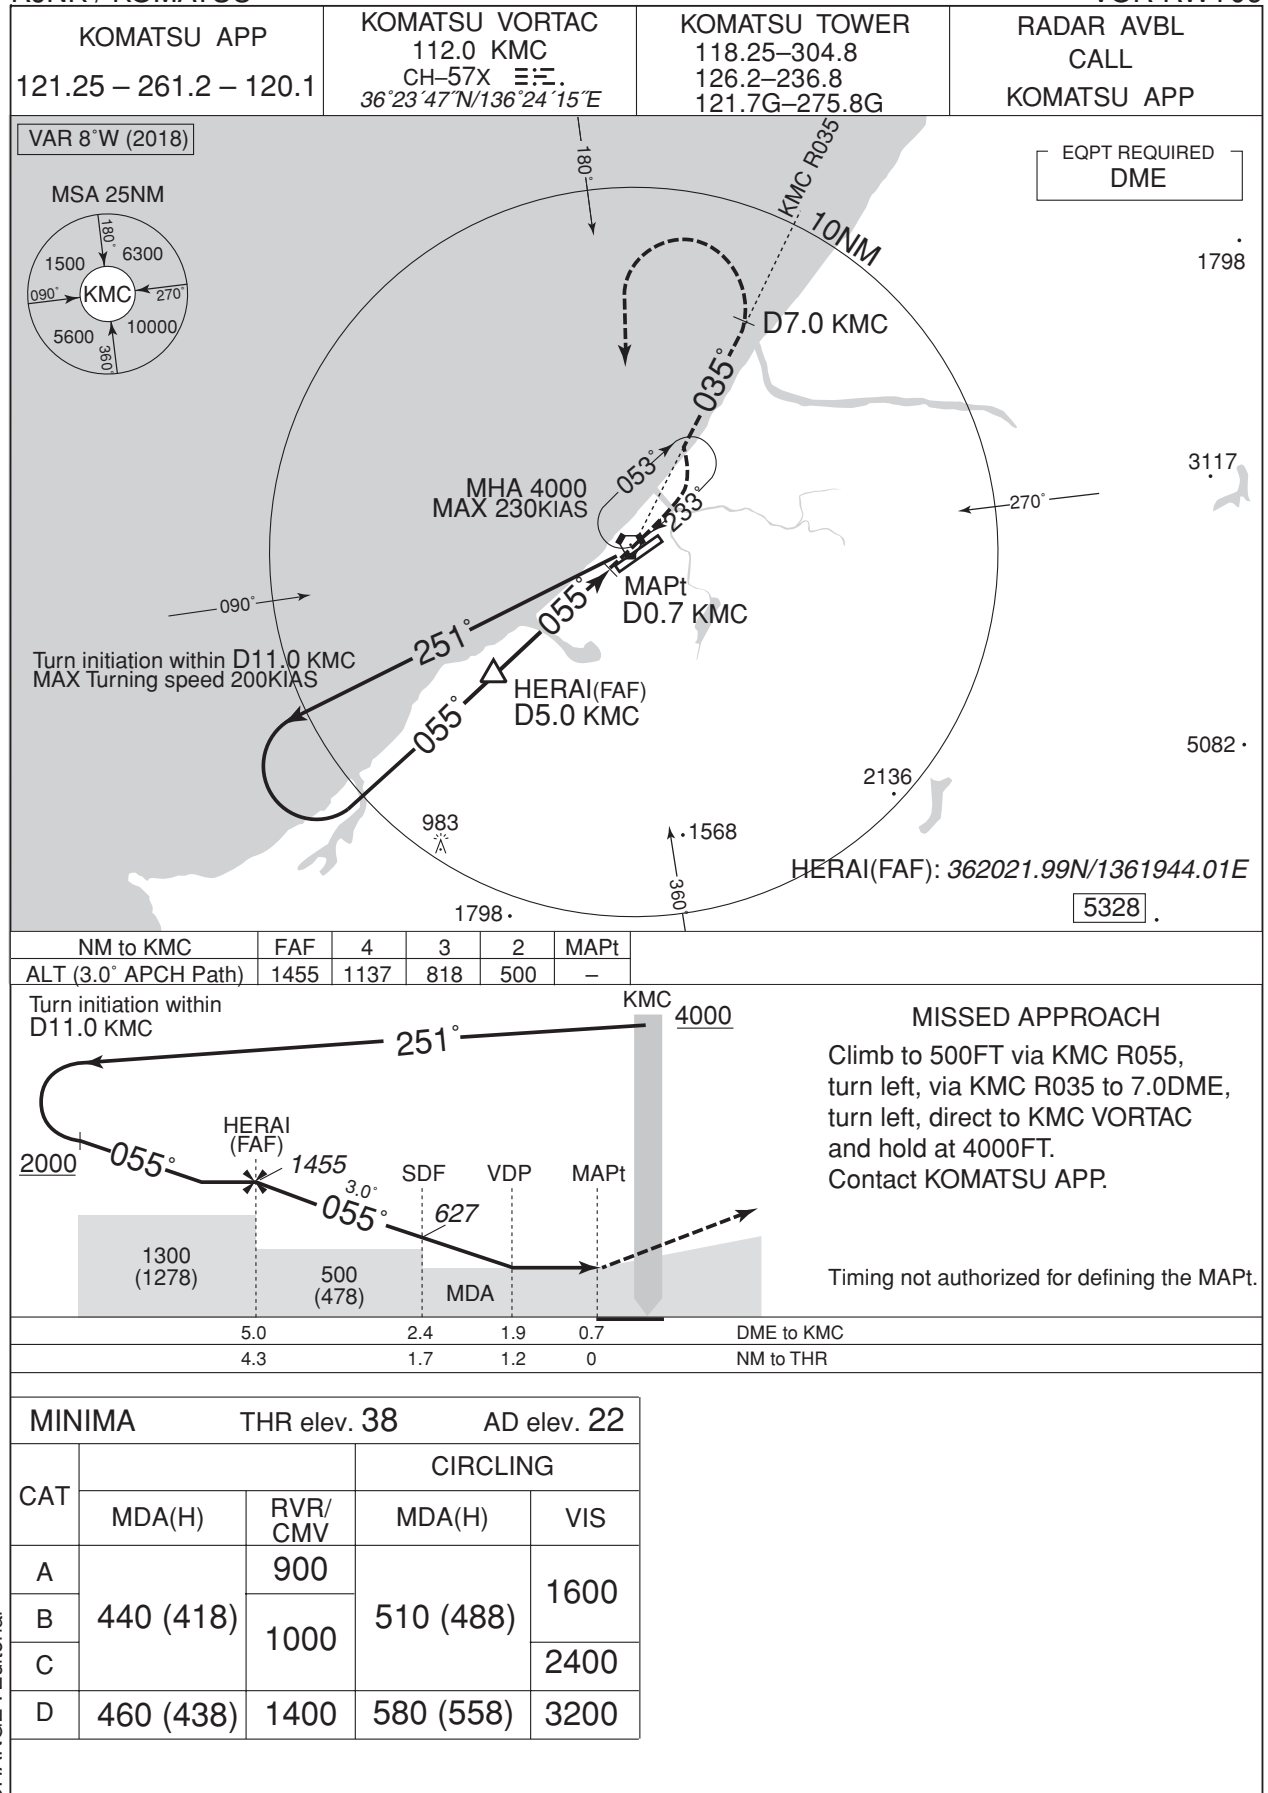 KOMATSU APP
121.25 – 261.2 – 120.1
KOMATSU VORTAC
112.0 KMC
CH–57X
36°23´47˝N/136°24´15˝E
KOMATSU TOWER
118.25–304.8
126.2–236.8
121.7G–275.8G
RADAR AVBL
CALL
KOMATSU APP
VAR 8°W (2018)
EQPT REQUIRED
DME
MSA 25NM
180°
1500
6300
090°
KMC
270°
5600
10000
360°
180°
KMC R035
10NM
1798
D7.0 KMC
035°
3117
053°
MHA 4000
MAX 230KIAS
233°
270°
MAPt
D0.7 KMC
090°
055°
251°
Turn initiation within D11.0 KMC
MAX Turning speed 200KIAS
HERAI(FAF)
D5.0 KMC
055°
5082
2136
983
1568
360°
HERAI(FAF): 362021.99N/1361944.01E
1798
5328
NM to KMC FAF 4 3 2 MAPt
ALT (3.0° APCH Path) 1455 1137 818 500 –
Turn initiation within
D11.0 KMC
KMC
4000
251°
HERAI
(FAF)
2000
055°
1455
3.0°
055°
SDF
VDP
MAPt
627
1300
(1278)
500
(478)
MDA
MISSED APPROACH
Climb to 500FT via KMC R055,
turn left, via KMC R035 to 7.0DME,
turn left, direct to KMC VORTAC
and hold at 4000FT.
Contact KOMATSU APP.
Timing not authorized for defining the MAPt.
5.0 2.4 1.9 0.7 DME to KMC
4.3 1.7 1.2 0 NM to THR
MINIMA THR elev. 38 AD elev. 22
CIRCLING
CAT MDA(H) RVR/CMV MDA(H) VIS
A 440 (418) 900 510 (488) 1600
B 1000
C 2400
D 460 (438) 1400 580 (558) 3200